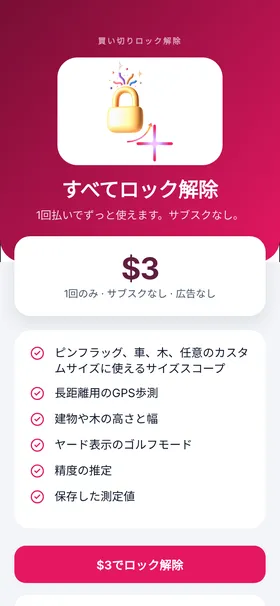 買い切りロック解除
すべてロック解除
1回払いでずっと使えます。サブスクなし。
$3
1回のみ · サブスクなし · 広告なし
ピンフラッグ、車、木、任意のカスタ
ムサイズに使えるサイズスコープ
長距離用のGPS歩測
建物や木の高さと幅
ヤード表示のゴルフモード
精度の推定
保存した測定値
$3でロック解除